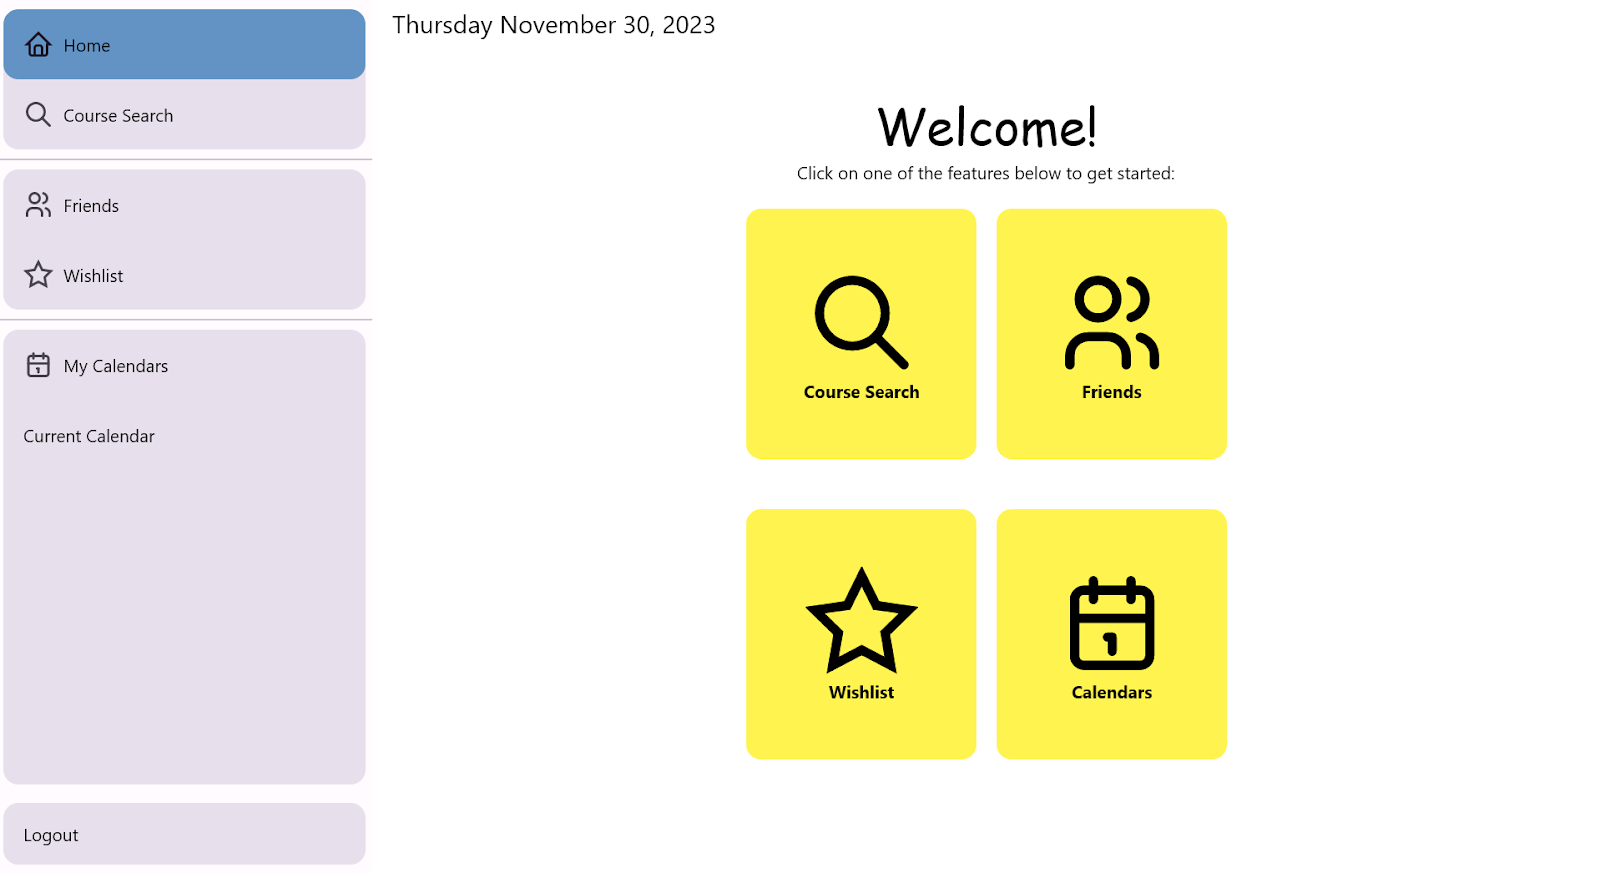 Home
Course Search
Friends
Wishlist
My Calendars
Current Calendar
Logout
Thursday November 30, 2023
Welcome!
Click on one of the features below to get started:
Course Search
Friends
Wishlist
1
Calendars